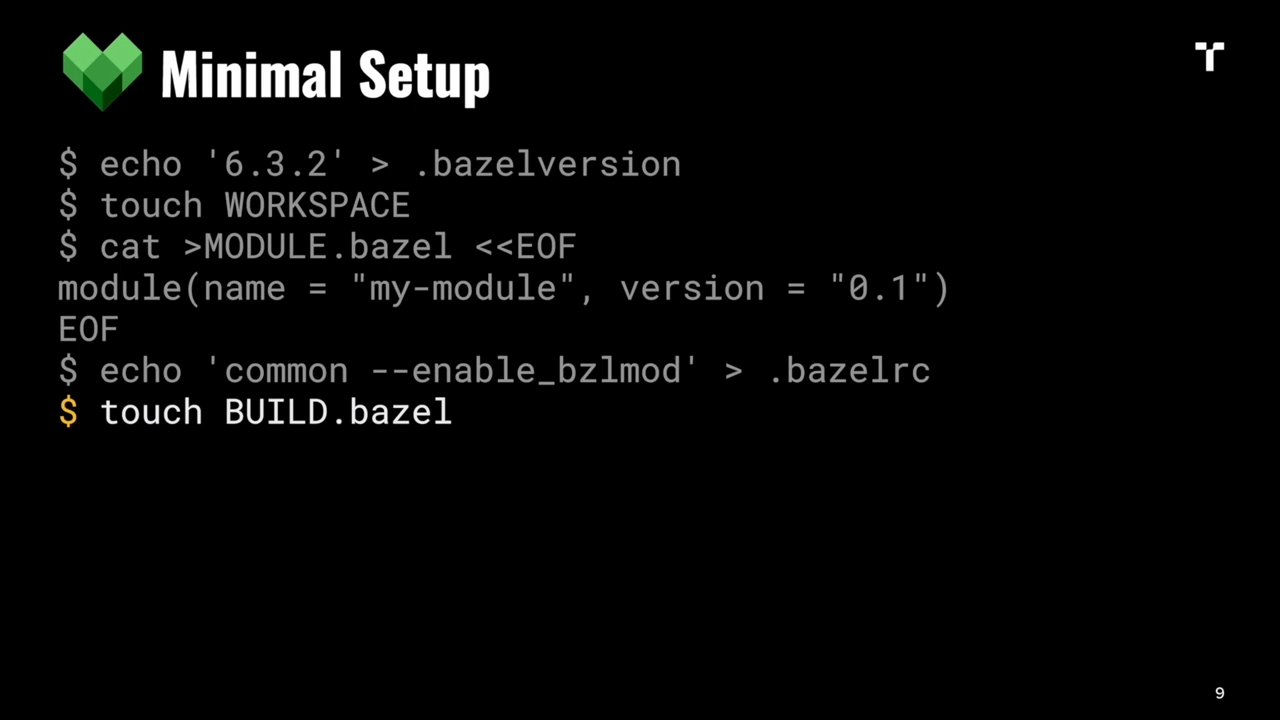 Minimal Setup
$ echo '6.3.2' > .bazelversion
$ touch WORKSPACE
$ cat >MODULE.bazel <<EOF
module(name = "my-module", version = "0.1")
EOF
$ echo 'common --enable_bzlmod' > .bazelrc
$ touch BUILD.bazel
9